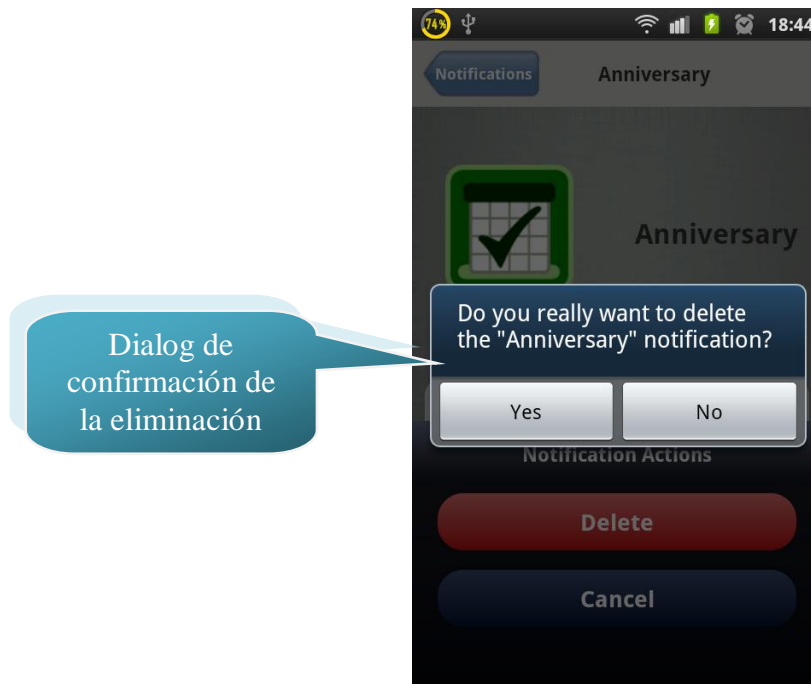 74% 18:44
Notifications Anniversary
Anniversary
Do you really want to delete
the "Anniversary" notification?
Yes No
Notification Actions
Delete
Cancel
Dialog de
confirmación de
la eliminación